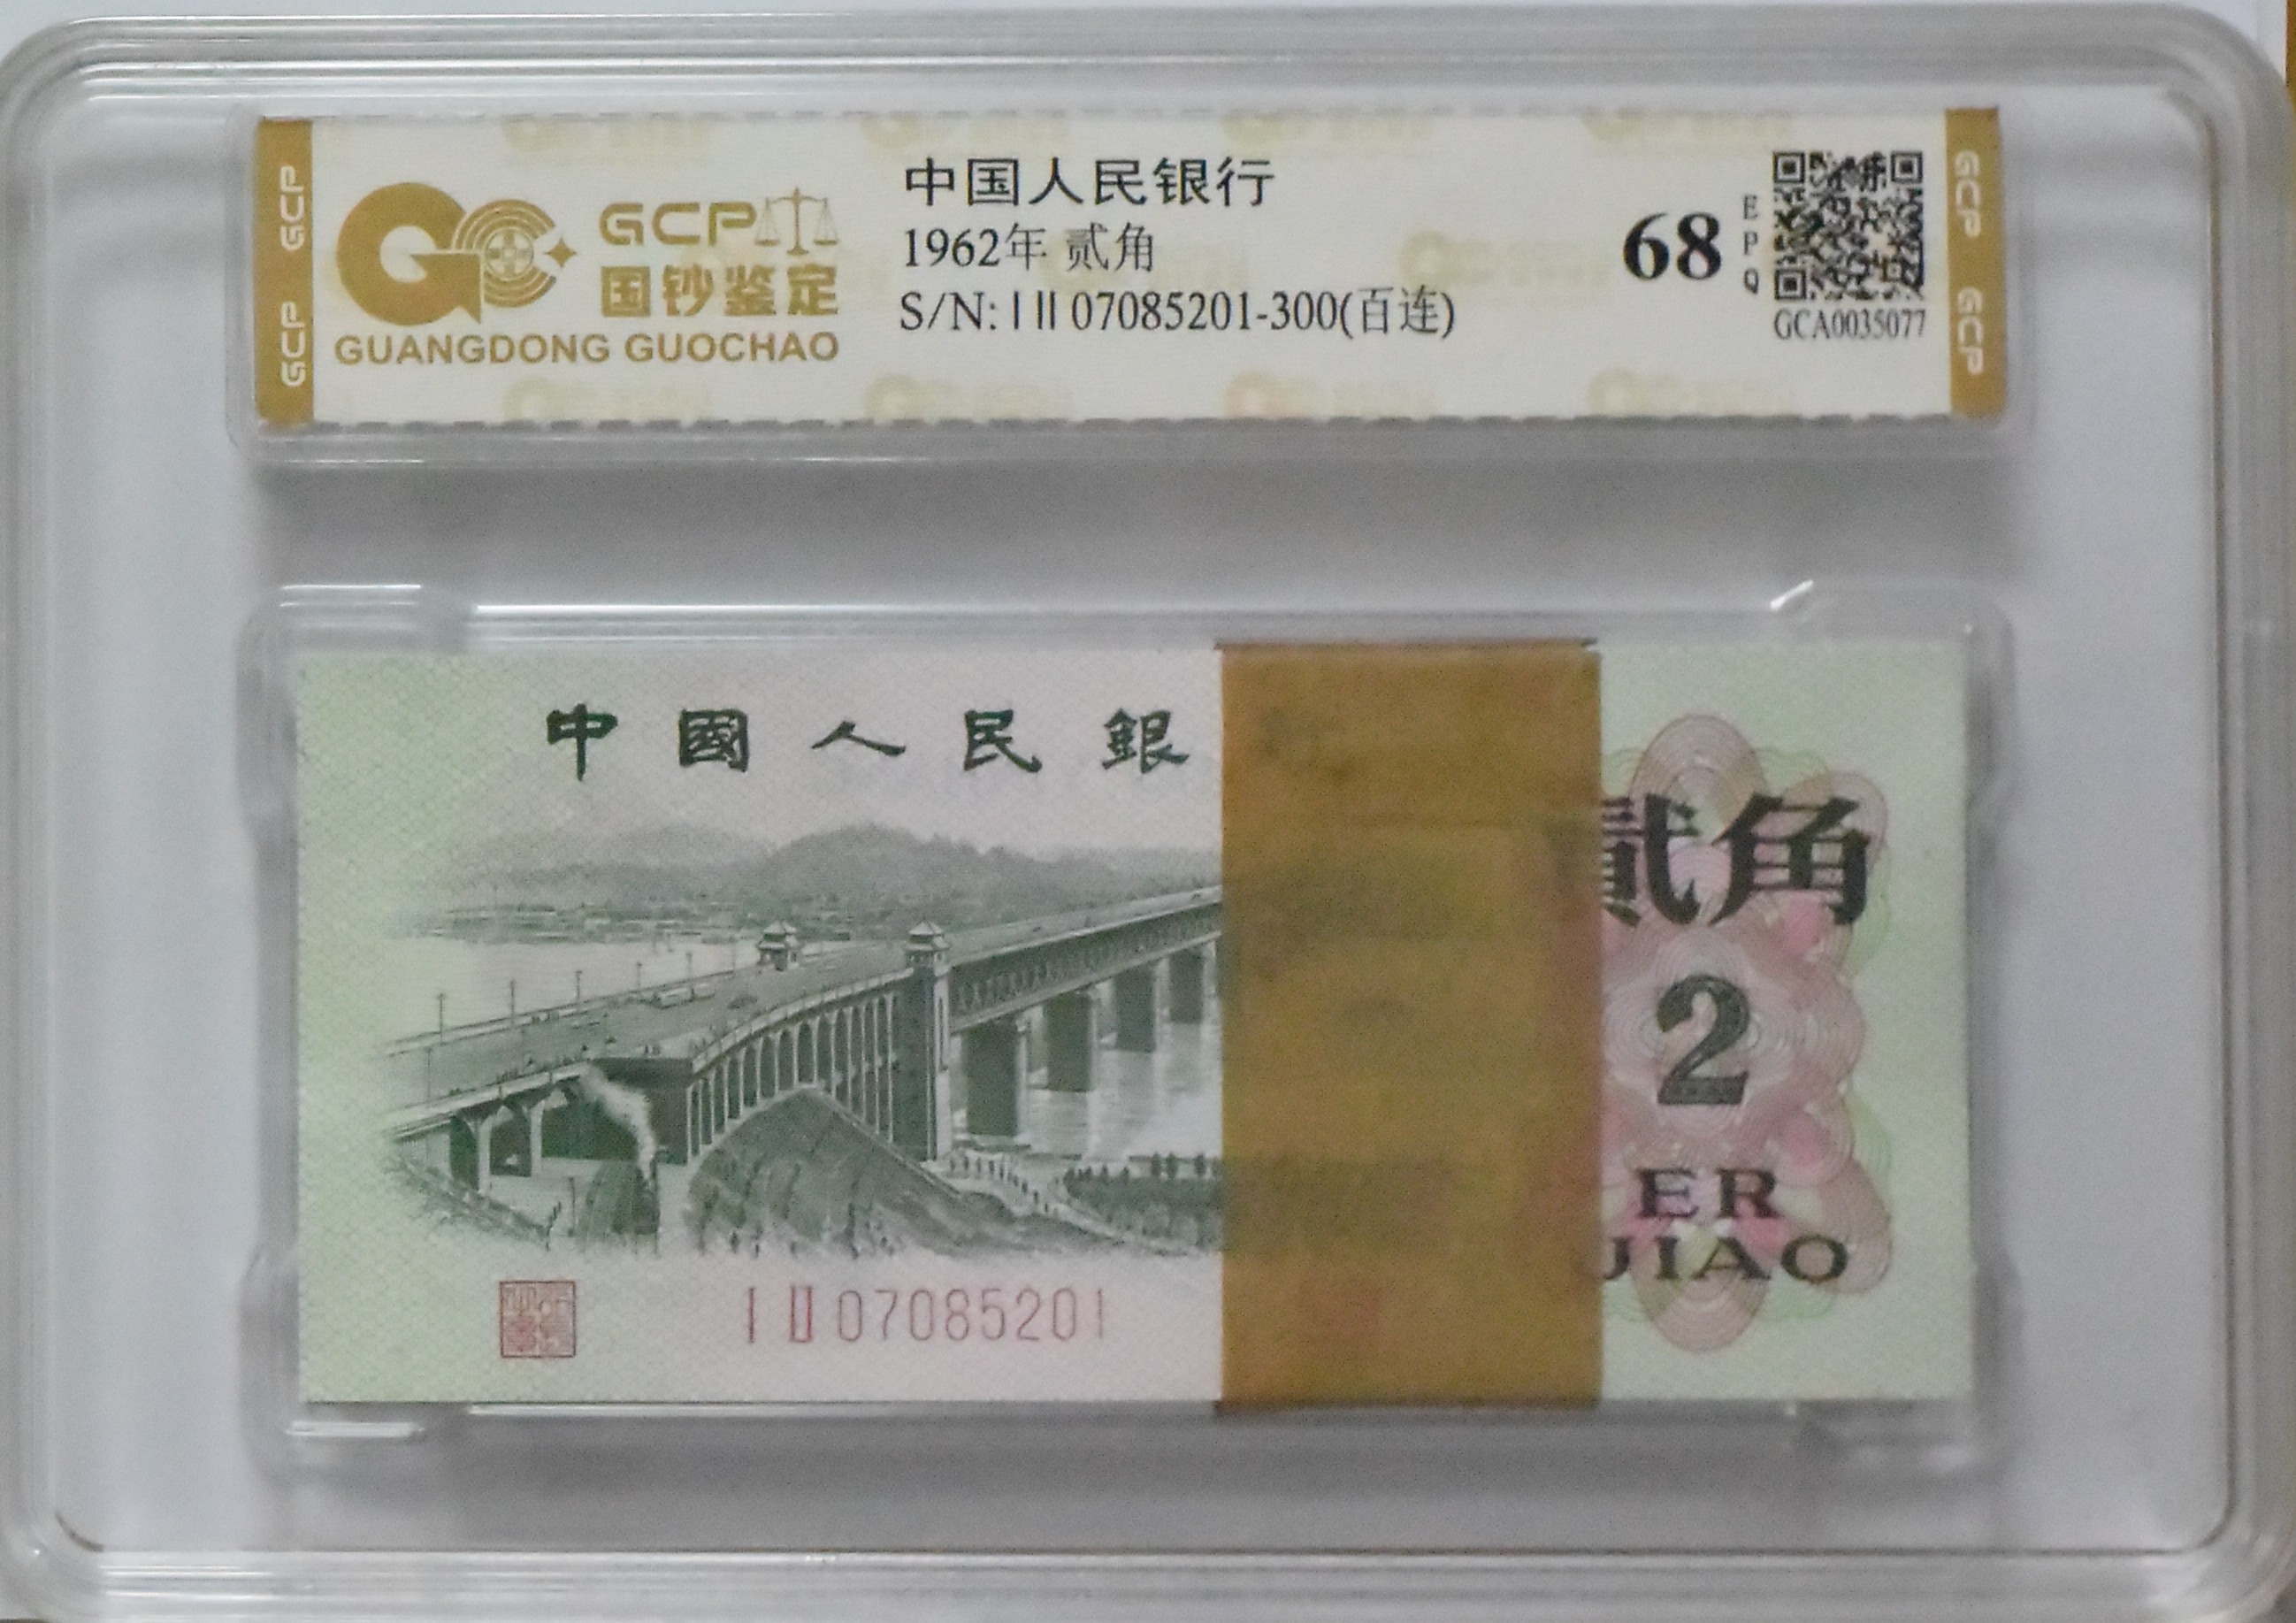 GCP GCP
GCP
国钞鉴定
GUANGDONG GUOCHAO
中国人民银行
1962年 贰角
S/N: I II 07085201-300(百连)
68
EPQ
GCA0035077
GCP GCP
中國人民銀
貳角
2
ER
JIAO
I II 07085201